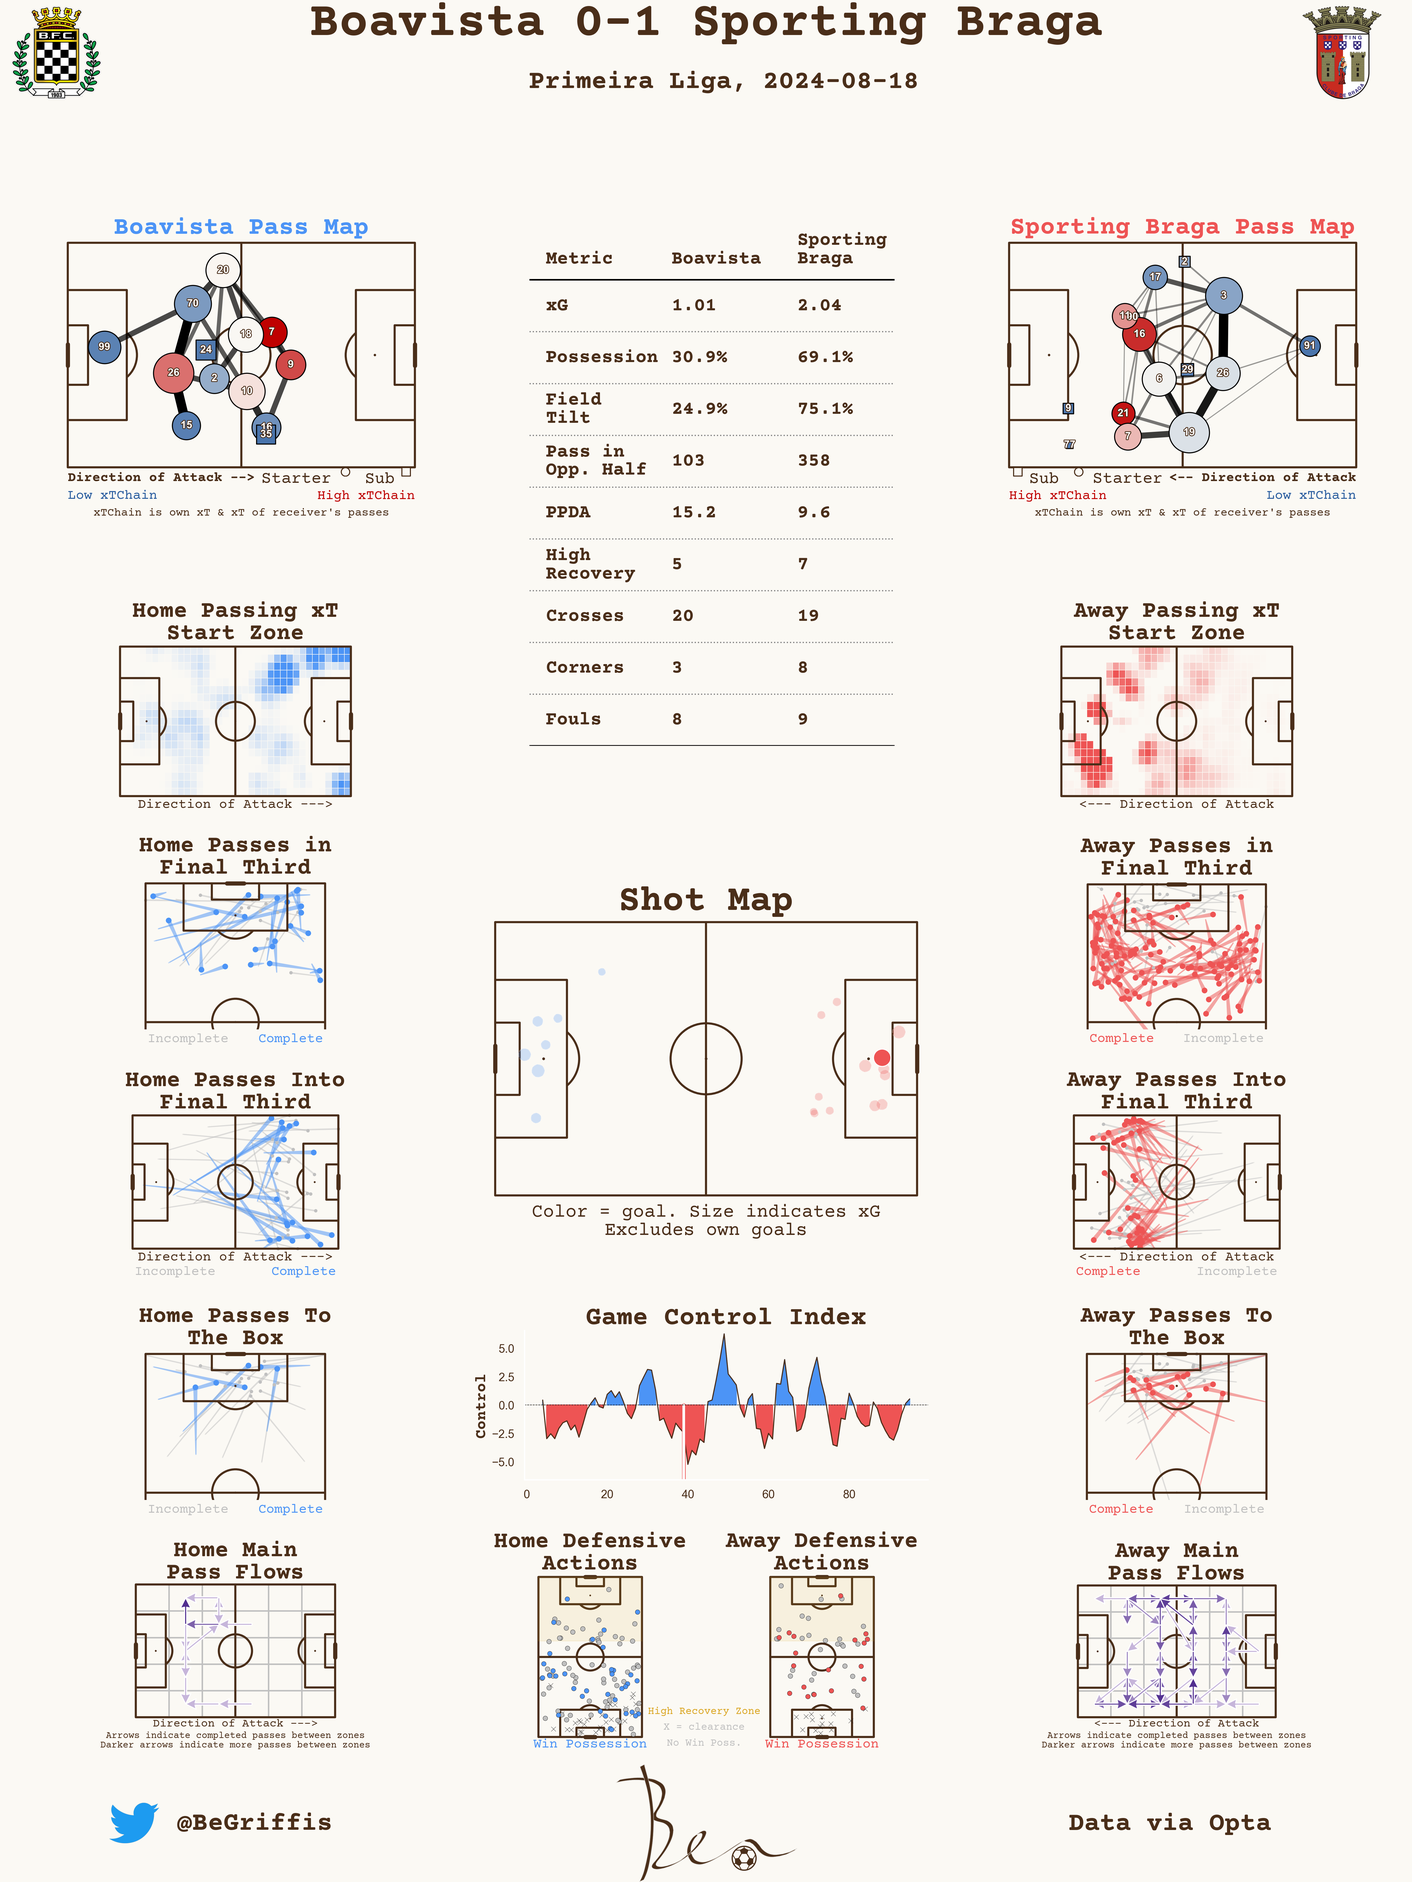 Boavista 0-1 Sporting Braga
Primeira Liga, 2024-08-18
B.F.C.
1903
SPORTING
Boavista Pass Map
20
70
99
7
18
24
9
26
2
10
15
35
Direction of Attack --> Starter Sub
Low xTChain High xTChain
xTChain is own xT & xT of receiver's passes
Metric Boavista Sporting Braga
xG 1.01 2.04
Possession 30.9% 69.1%
Field Tilt 24.9% 75.1%
Pass in Opp. Half 103 358
PPDA 15.2 9.6
High Recovery 5 7
Crosses 20 19
Corners 3 8
Fouls 8 9
Sporting Braga Pass Map
2
17
3
16
91
29
6
26
9
21
7
19
77
Sub Starter <-- Direction of Attack
High xTChain Low xTChain
xTChain is own xT & xT of receiver's passes
Home Passing xT
Start Zone
Direction of Attack --->
Away Passing xT
Start Zone
<--- Direction of Attack
Home Passes in
Final Third
Incomplete Complete
Away Passes in
Final Third
Complete Incomplete
Shot Map
Color = goal. Size indicates xG
Excludes own goals
Home Passes Into
Final Third
Direction of Attack --->
Incomplete Complete
Away Passes Into
Final Third
<--- Direction of Attack
Complete Incomplete
Home Passes To
The Box
Incomplete Complete
Game Control Index
Control
5.0
2.5
0.0
−2.5
−5.0
0 20 40 60 80
Away Passes To
The Box
Complete Incomplete
Home Main
Pass Flows
Direction of Attack --->
Arrows indicate completed passes between zones
Darker arrows indicate more passes between zones
Home Defensive
Actions
Win Possession
Away Defensive
Actions
Win Possession
High Recovery Zone
X = clearance
No Win Poss.
Away Main
Pass Flows
<--- Direction of Attack
Arrows indicate completed passes between zones
Darker arrows indicate more passes between zones
@BeGriffis
Ben
Data via Opta